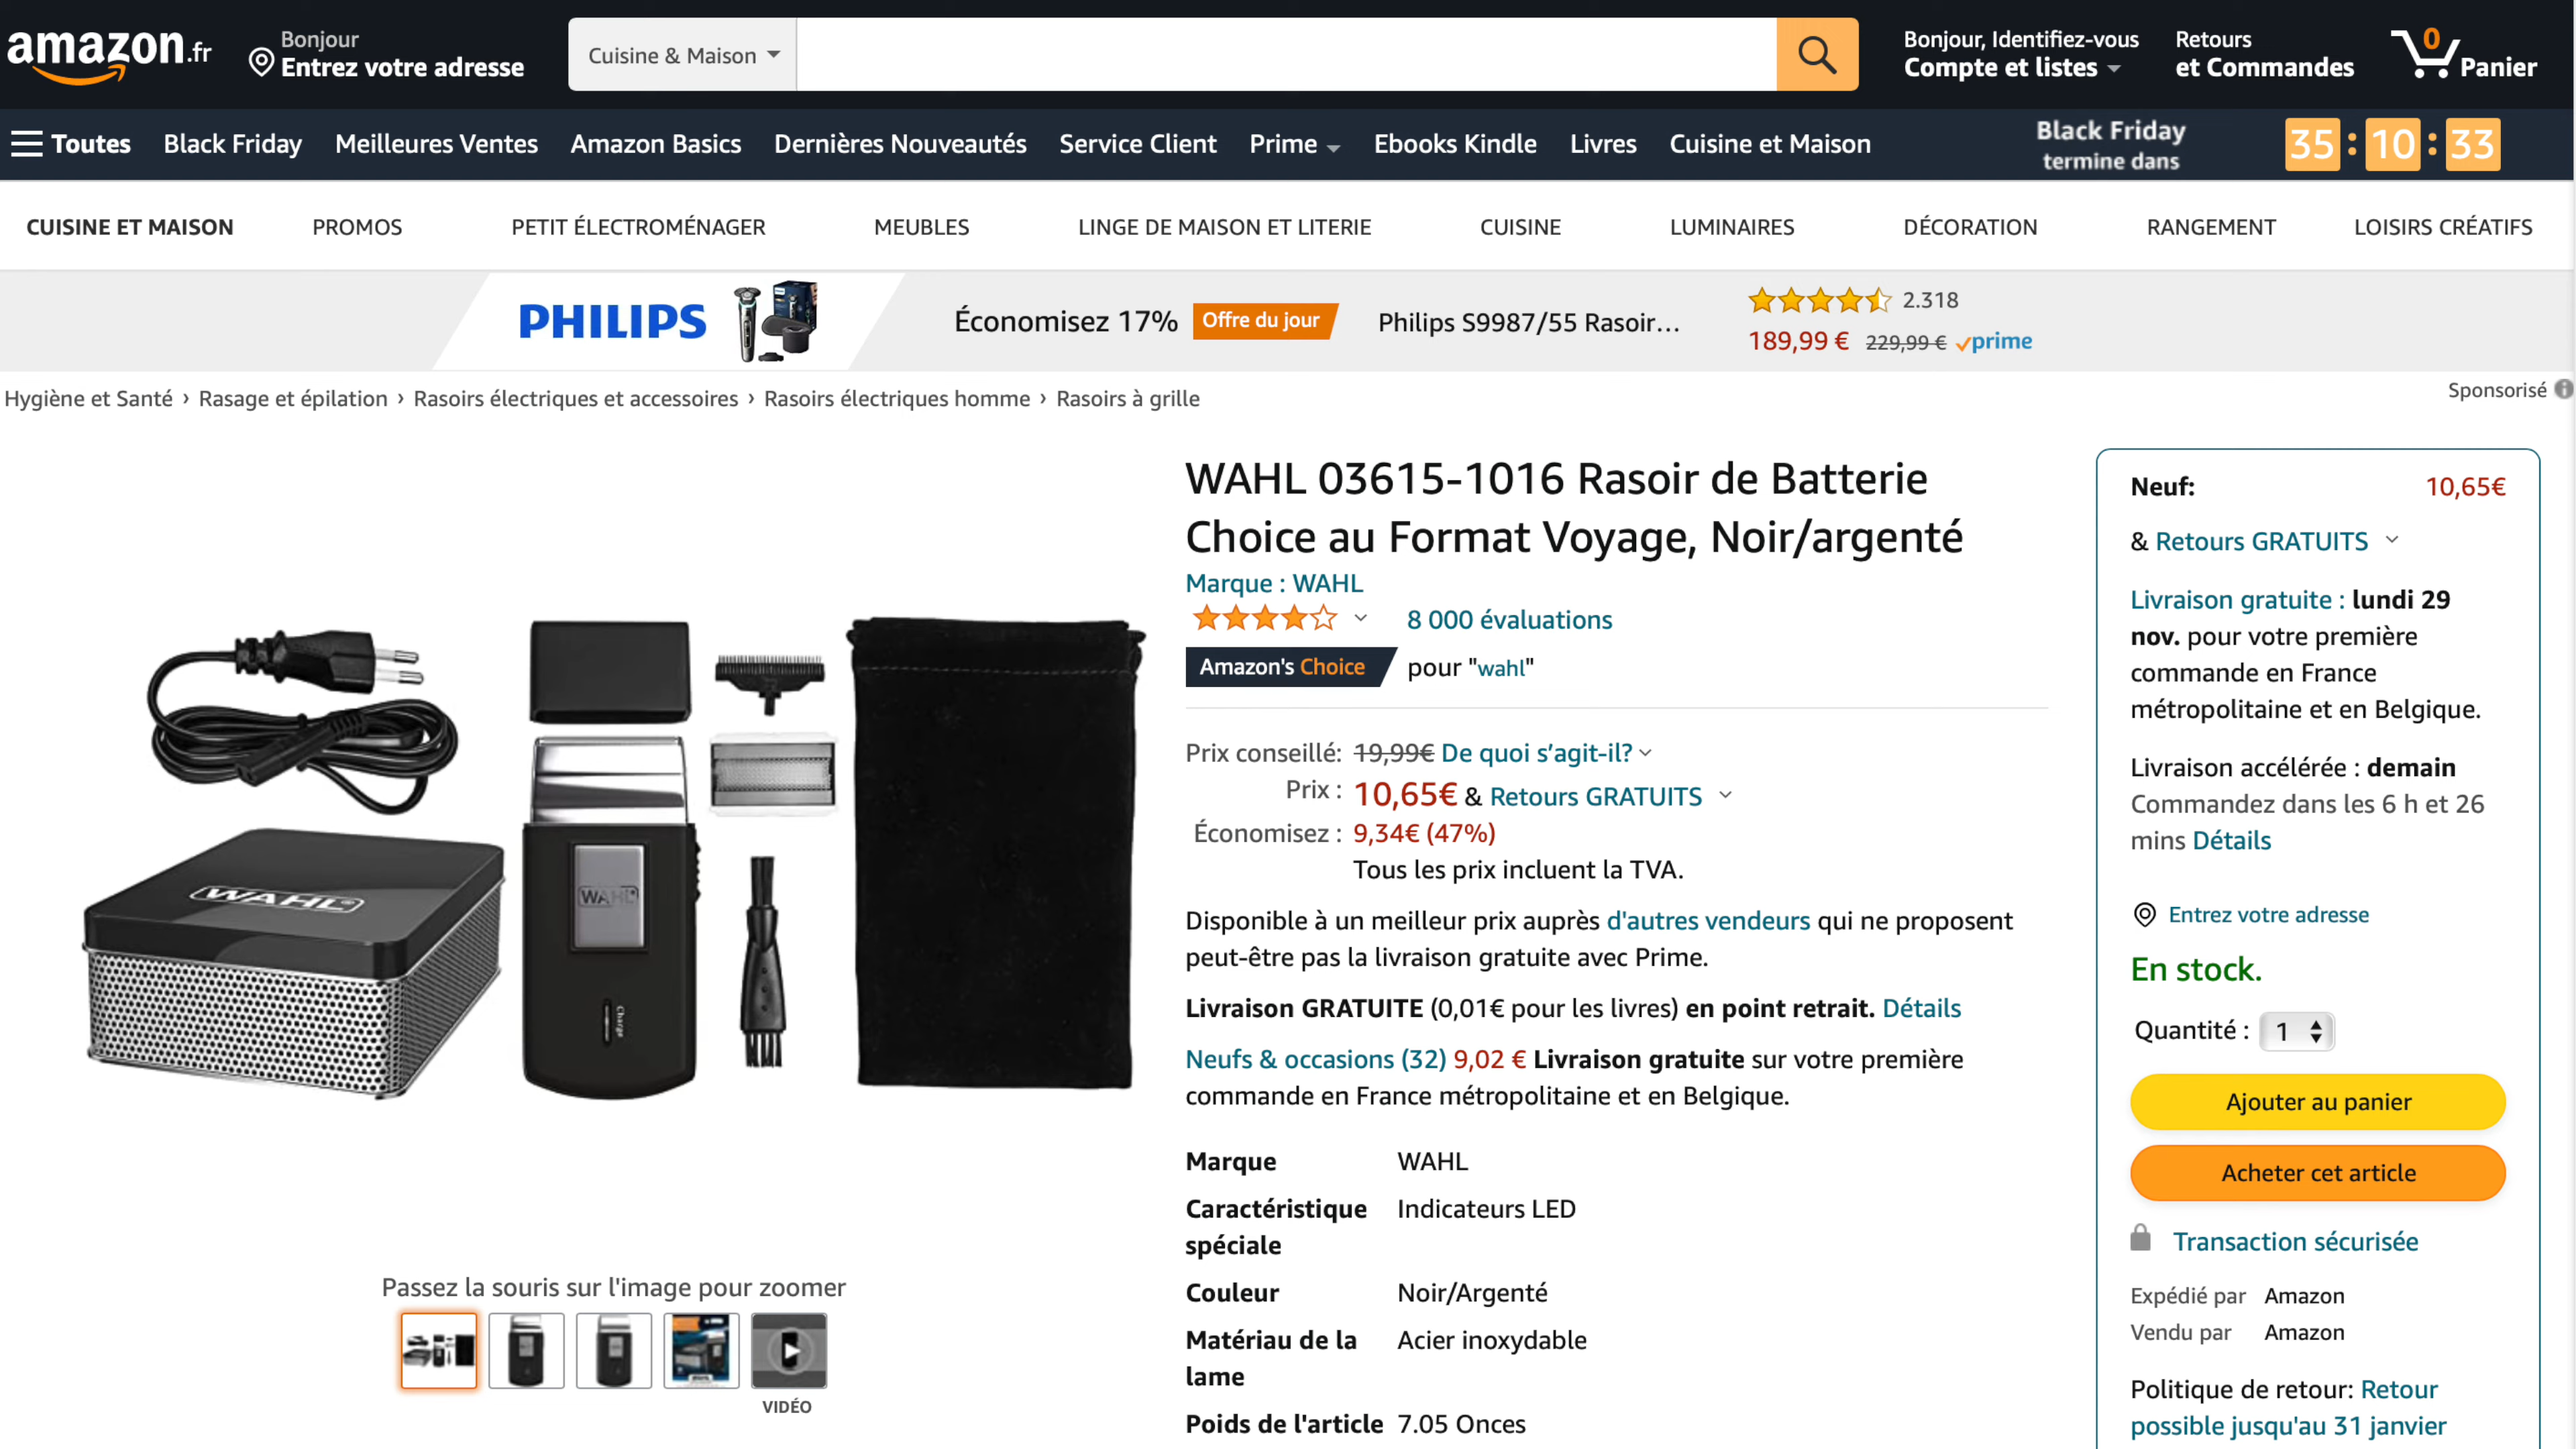 amazon.fr
Bonjour
Entrez votre adresse
Cuisine & Maison
Bonjour, Identifiez-vous
Compte et listes
Retours
et Commandes
0
Panier
Toutes
Black Friday
Meilleures Ventes
Amazon Basics
Dernières Nouveautés
Service Client
Prime
Ebooks Kindle
Livres
Cuisine et Maison
Black Friday
termine dans
35 : 10 : 33
CUISINE ET MAISON
PROMOS
PETIT ÉLECTROMÉNAGER
MEUBLES
LINGE DE MAISON ET LITERIE
CUISINE
LUMINAIRES
DÉCORATION
RANGEMENT
LOISIRS CRÉATIFS
PHILIPS
Économisez 17%
Offre du jour
Philips S9987/55 Rasoir...
2.318
189,99 € 229,99 € prime
Sponsorisé
Hygiène et Santé › Rasage et épilation › Rasoirs électriques et accessoires › Rasoirs électriques homme › Rasoirs à grille
WAHL
WAHL
Charge
Passez la souris sur l'image pour zoomer
VIDÉO
WAHL 03615-1016 Rasoir de Batterie
Choice au Format Voyage, Noir/argenté
Marque : WAHL
8 000 évaluations
Amazon's Choice pour "wahl"
Prix conseillé: 19,99€ De quoi s'agit-il?
Prix : 10,65€ & Retours GRATUITS
Économisez : 9,34€ (47%)
Tous les prix incluent la TVA.
Disponible à un meilleur prix auprès d'autres vendeurs qui ne proposent
peut-être pas la livraison gratuite avec Prime.
Livraison GRATUITE (0,01€ pour les livres) en point retrait. Détails
Neufs & occasions (32) 9,02 € Livraison gratuite sur votre première
commande en France métropolitaine et en Belgique.
Marque WAHL
Caractéristique Indicateurs LED
spéciale
Couleur Noir/Argenté
Matériau de la Acier inoxydable
lame
Poids de l'article 7.05 Onces
Neuf: 10,65€
& Retours GRATUITS
Livraison gratuite : lundi 29
nov. pour votre première
commande en France
métropolitaine et en Belgique.
Livraison accélérée : demain
Commandez dans les 6 h et 26
mins Détails
Entrez votre adresse
En stock.
Quantité : 1
Ajouter au panier
Acheter cet article
Transaction sécurisée
Expédié par Amazon
Vendu par Amazon
Politique de retour: Retour
possible jusqu'au 31 janvier